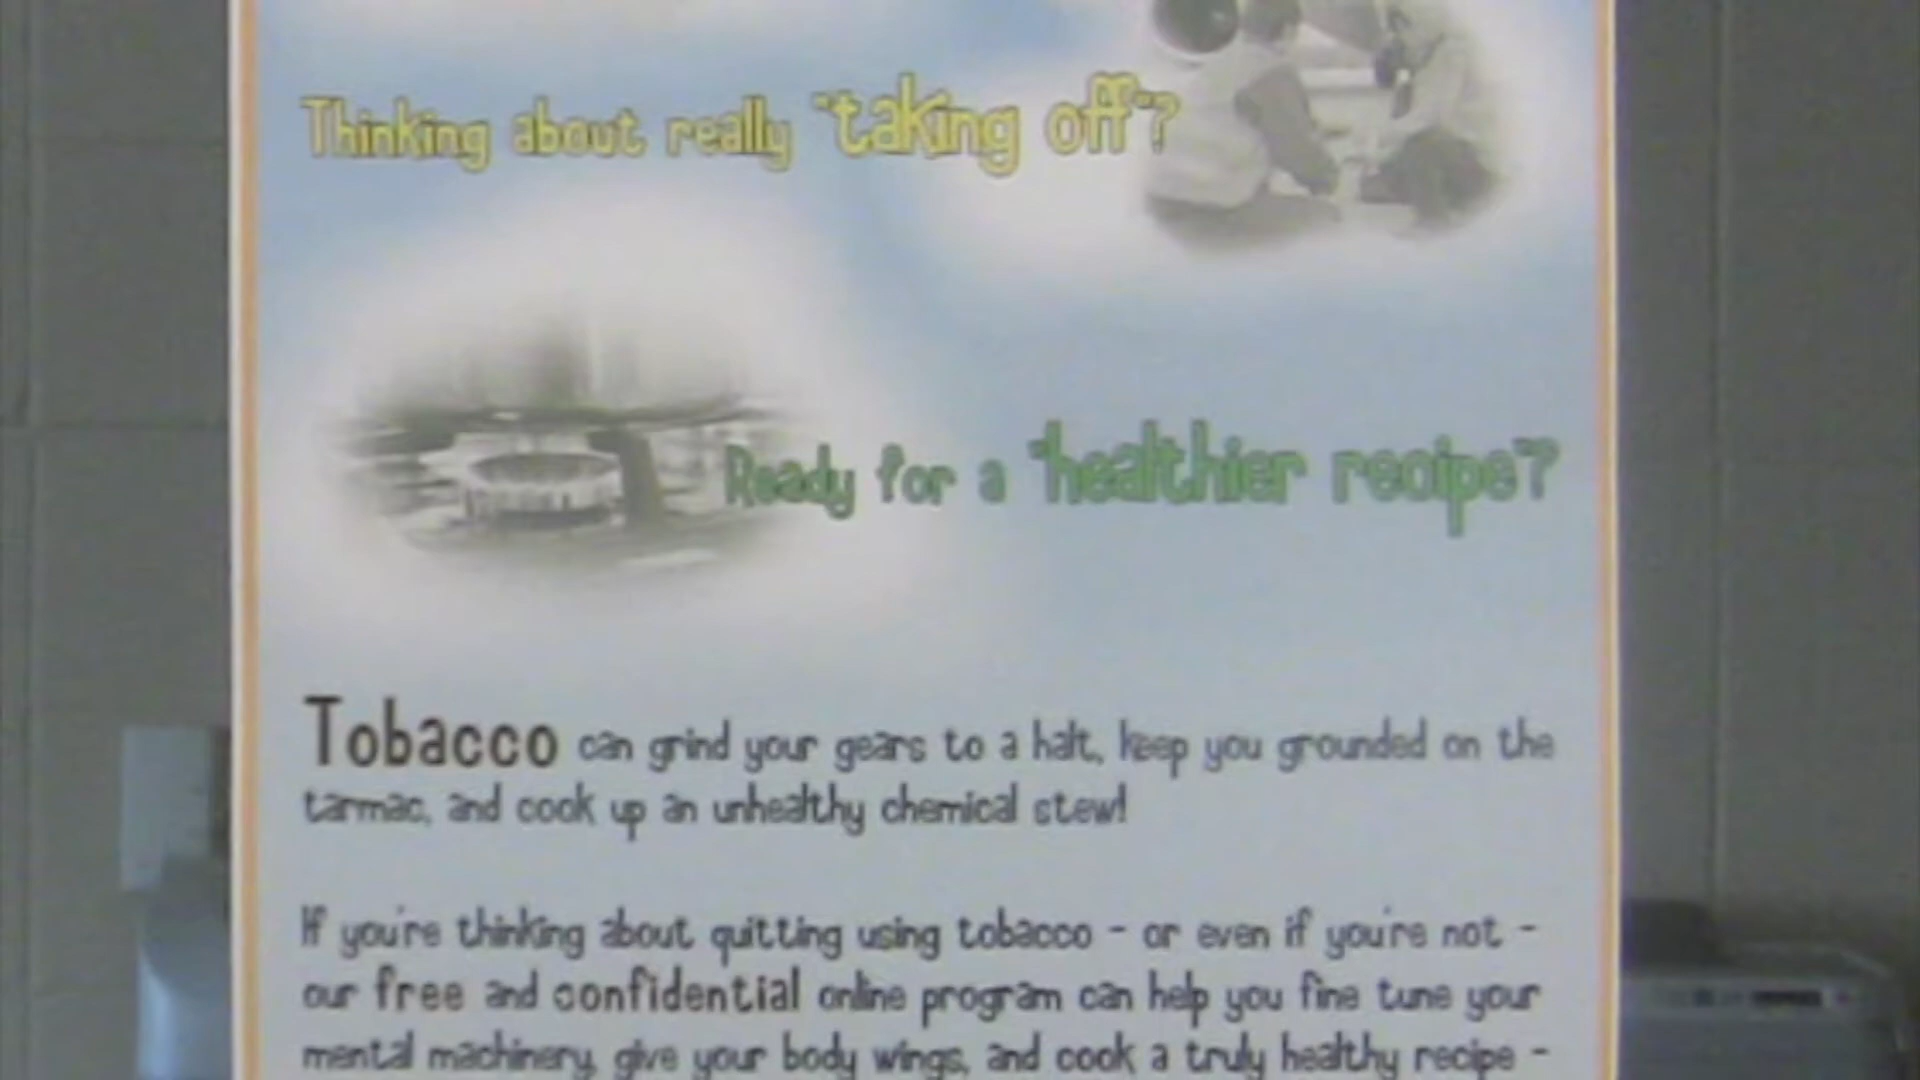 Thinking about really "taking off"?
Ready for a "healthier recipe"?
Tobacco can grind your gears to a halt, keep you grounded on the
tarmac, and cook up an unhealthy chemical stew!
If you're thinking about quitting using tobacco - or even if you're not -
our free and confidential online program can help you fine tune your
mental machinery, give your body wings, and cook a truly healthy recipe -